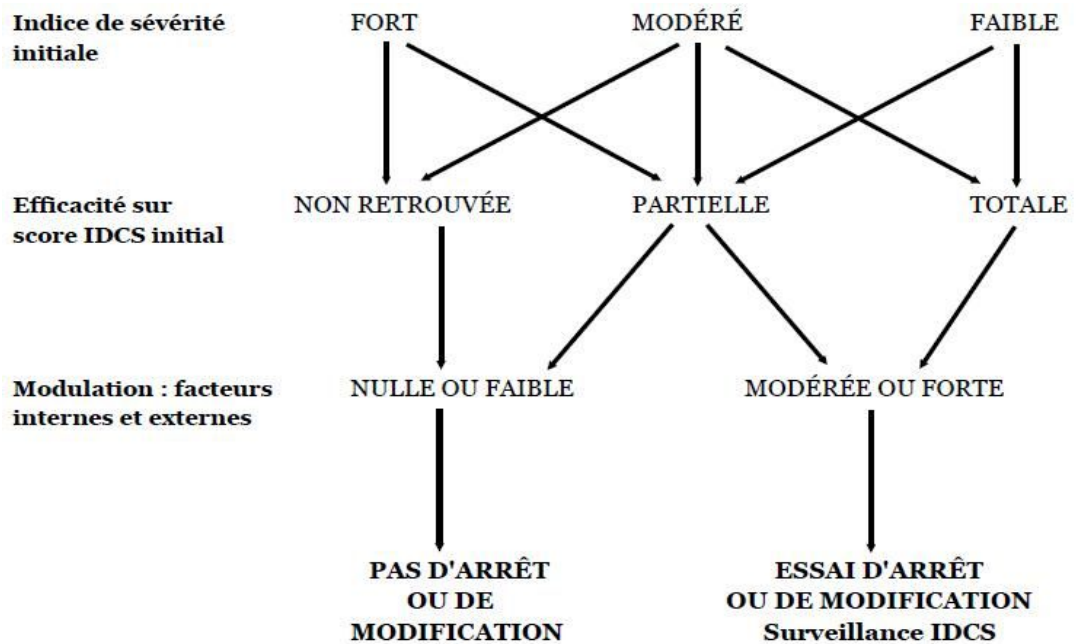 Indice de sévérité
initiale
FORT
MODÉRÉ
FAIBLE
Efficacité sur
score IDCS initial
NON RETROUVÉE
PARTIELLE
TOTALE
Modulation : facteurs
internes et externes
NULLE OU FAIBLE
MODÉRÉE OU FORTE
PAS D'ARRÊT
OU DE
MODIFICATION
ESSAI D'ARRÊT
OU DE MODIFICATION
Surveillance IDCS